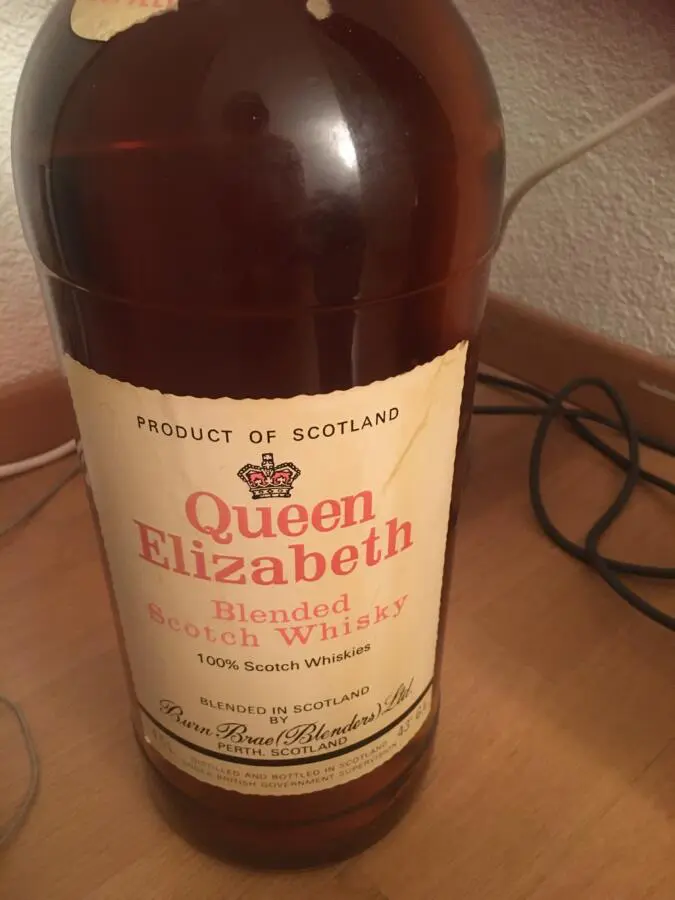 PRODUCT OF SCOTLAND
Queen
Elizabeth
Blended
Scotch Whisky
100% Scotch Whiskies
BLENDED IN SCOTLAND
BY
Burn Brae (Blenders) Ltd.
PERTH, SCOTLAND
DISTILLED AND BOTTLED IN SCOTLAND
UNDER BRITISH GOVERNMENT SUPERVISION